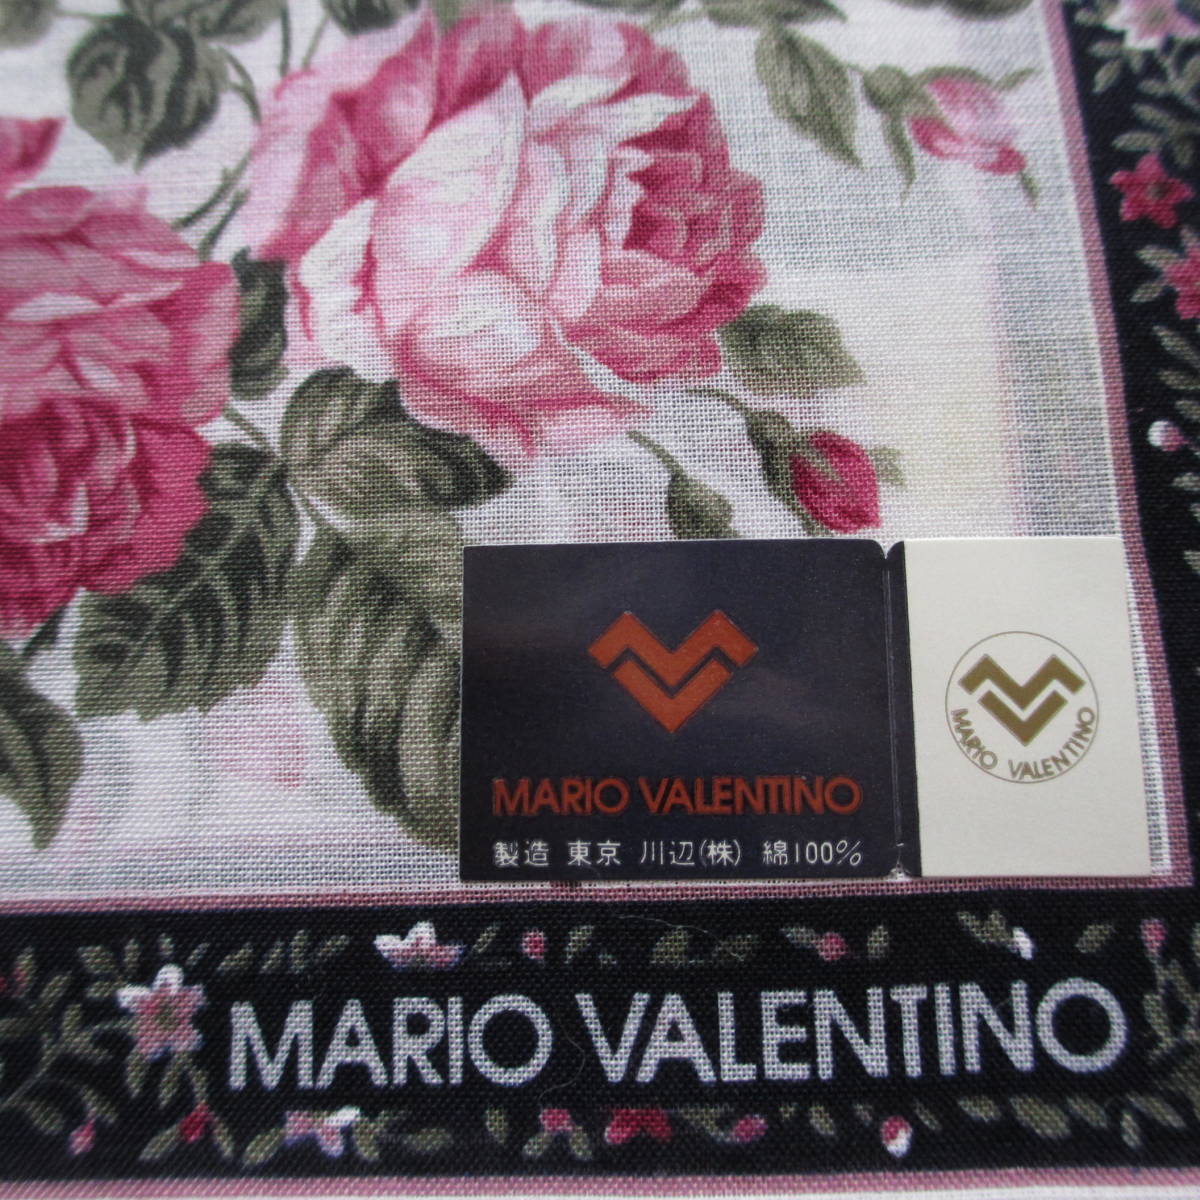 MARIO VALENTINO
製造 東京 川辺(株) 綿100%
MARIO VALENTINO
MARIO VALENTINO